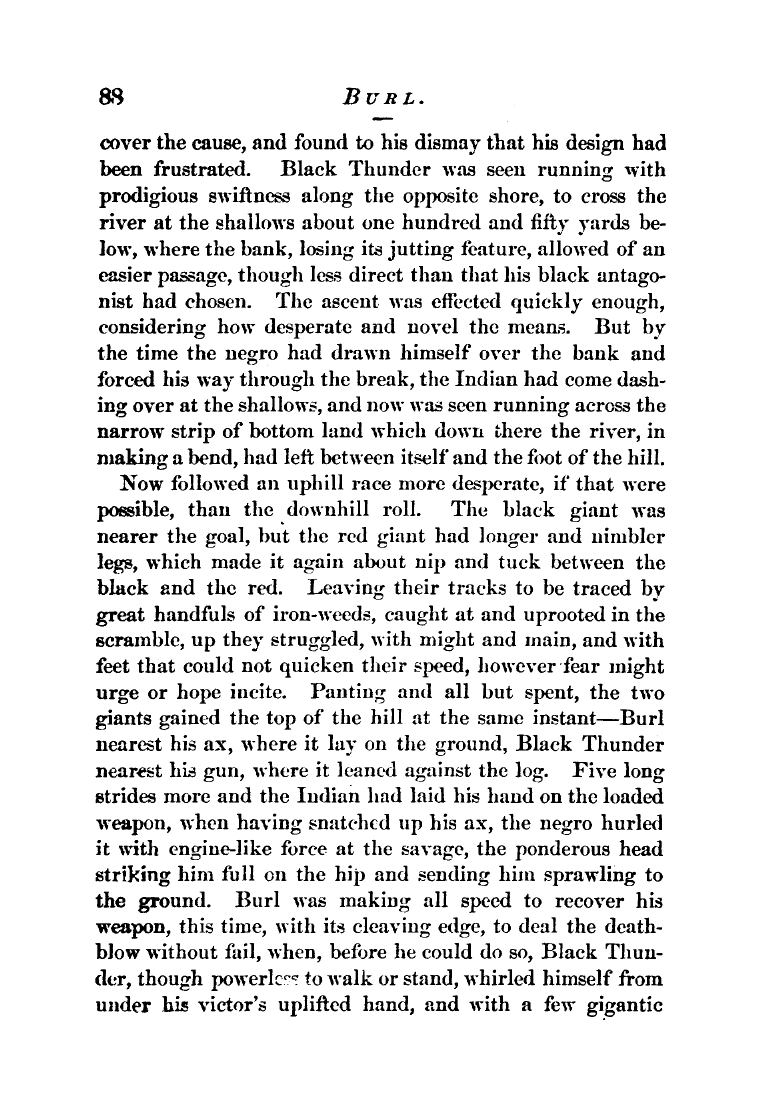 88 BURL.
cover the cause, and found to his dismay that his design had
been frustrated. Black Thunder was seen running with
prodigious swiftness along the opposite shore, to cross the
river at the shallows about one hundred and fifty yards be-
low, where the bank, losing its jutting feature, allowed of an
easier passage, though less direct than that his black antago-
nist had chosen. The ascent was effected quickly enough,
considering how desperate and novel the means. But by
the time the negro had drawn himself over the bank and
forced his way through the break, the Indian had come dash-
ing over at the shallows, and now was seen running across the
narrow strip of bottom land which down there the river, in
making a bend, had left between itself and the foot of the hill.
Now followed an uphill race more desperate, if that were
possible, than the downhill roll. The black giant was
nearer the goal, but the red giant had longer and nimbler
legs, which made it again about nip and tuck between the
black and the red. Leaving their tracks to be traced by
great handfuls of iron-weeds, caught at and uprooted in the
scramble, up they struggled, with might and main, and with
feet that could not quicken their speed, however fear might
urge or hope incite. Panting and all but spent, the two
giants gained the top of the hill at the same instant—Burl
nearest his ax, where it lay on the ground, Black Thunder
nearest his gun, where it leaned against the log. Five long
strides more and the Indian had laid his hand on the loaded
weapon, when having snatched up his ax, the negro hurled
it with engine-like force at the savage, the ponderous head
striking him full on the hip and sending him sprawling to
the ground. Burl was making all speed to recover his
weapon, this time, with its cleaving edge, to deal the death-
blow without fail, when, before he could do so, Black Thun-
der, though powerless to walk or stand, whirled himself from
under his victor's uplifted hand, and with a few gigantic